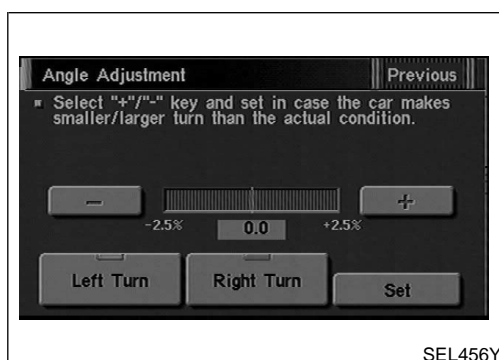 Angle Adjustment
Previous
Select "+"/"-" key and set in case the car makes
smaller/larger turn than the actual condition.
- +
-2.5% 0.0 +2.5%
Left Turn Right Turn Set
SEL456Y